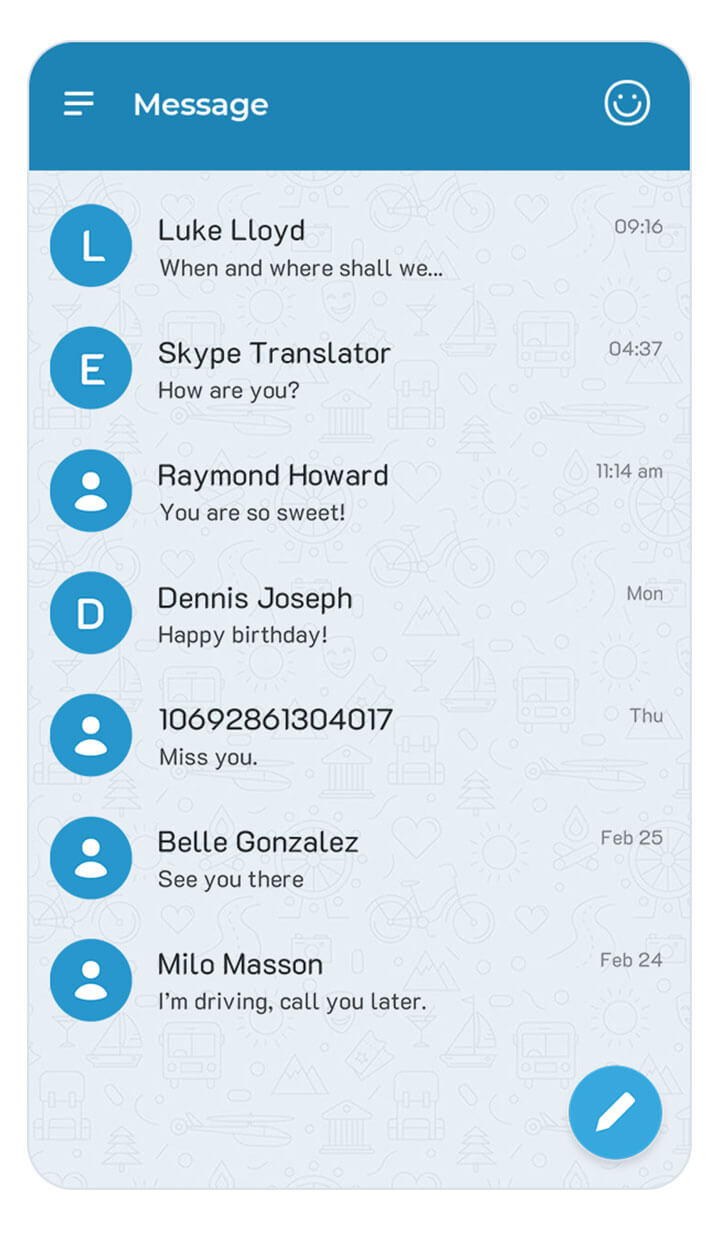 Message
L
Luke Lloyd 09:16
When and where shall we...
E
Skype Translator 04:37
How are you?
Raymond Howard 11:14 am
You are so sweet!
D
Dennis Joseph Mon
Happy birthday!
10692861304017 Thu
Miss you.
Belle Gonzalez Feb 25
See you there
Milo Masson Feb 24
I'm driving, call you later.